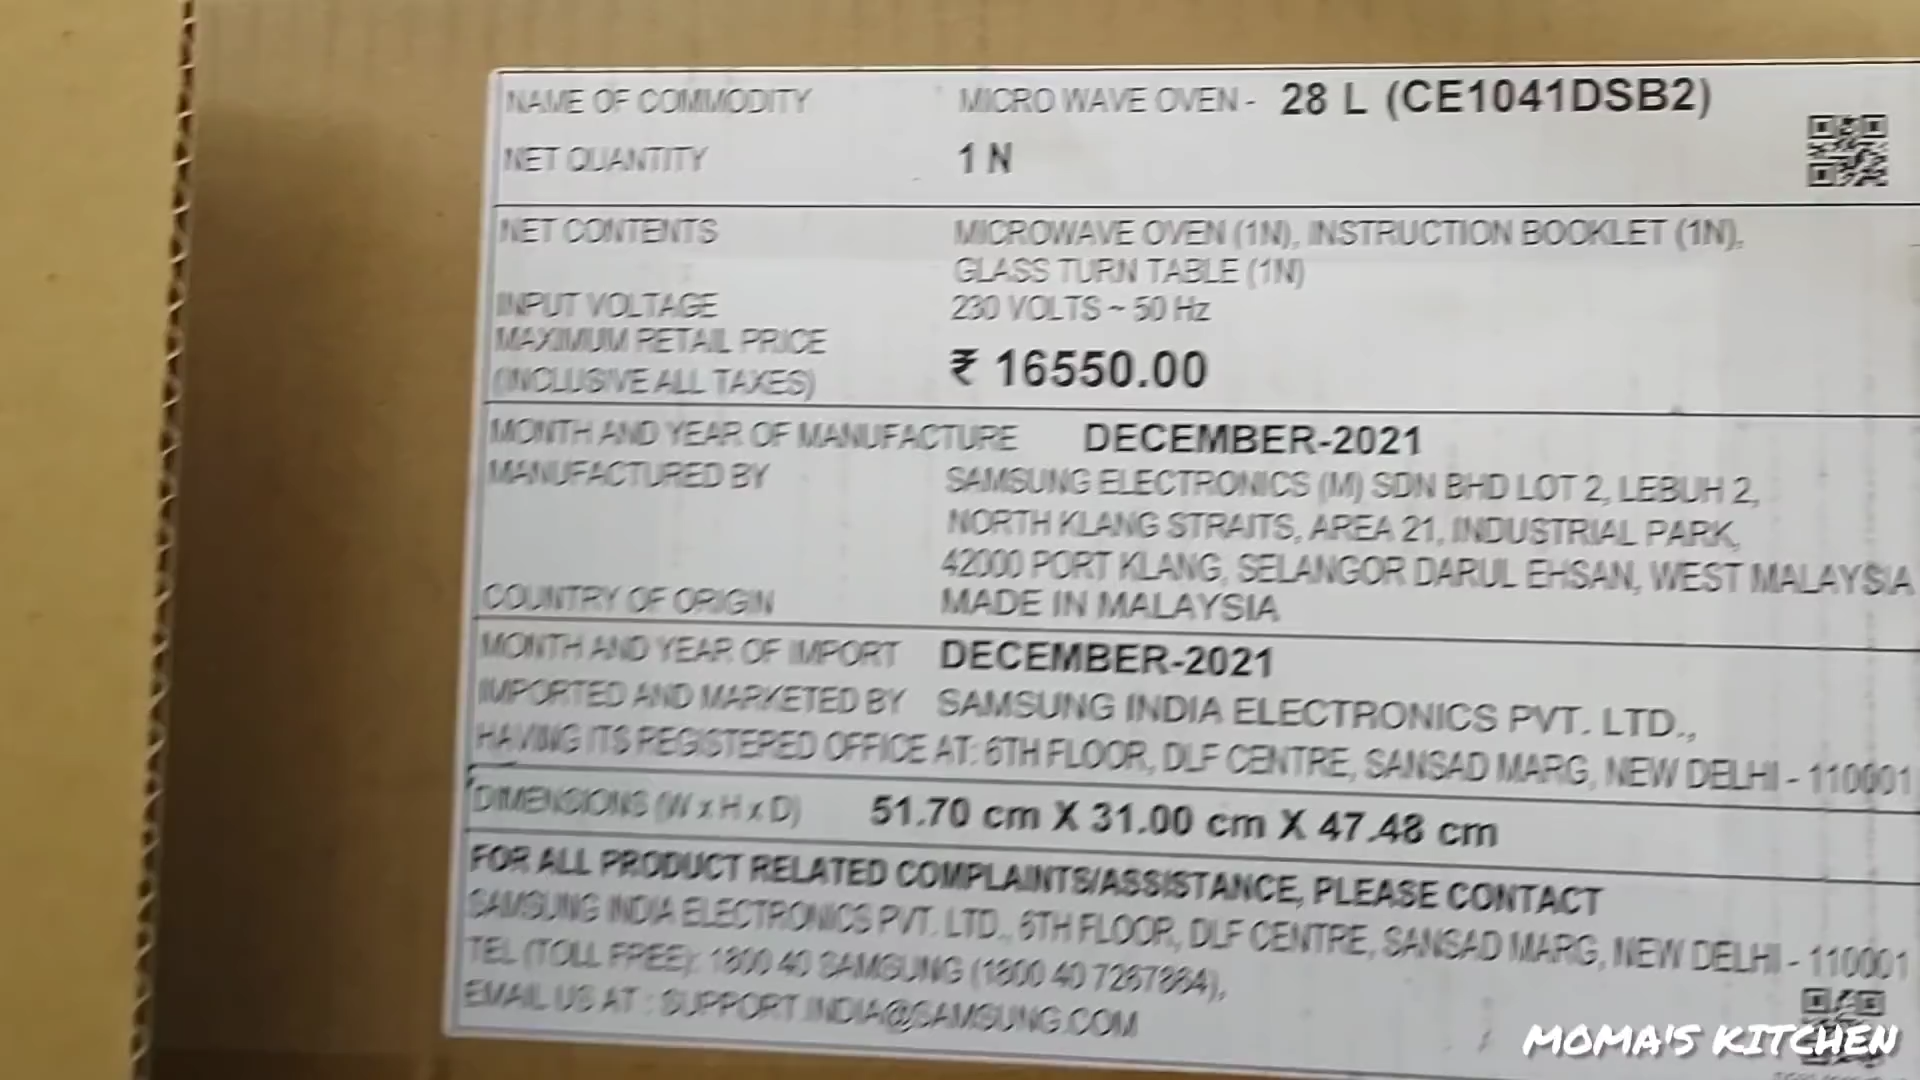 NAME OF COMMODITY MICRO WAVE OVEN - 28 L (CE1041DSB2)
NET QUANTITY 1 N
NET CONTENTS MICROWAVE OVEN (1N), INSTRUCTION BOOKLET (1N),
GLASS TURN TABLE (1N)
INPUT VOLTAGE 230 VOLTS ~ 50 Hz
MAXIMUM RETAIL PRICE
(INCLUSIVE ALL TAXES) ₹ 16550.00
MONTH AND YEAR OF MANUFACTURE DECEMBER-2021
MANUFACTURED BY SAMSUNG ELECTRONICS (M) SDN BHD LOT 2, LEBUH 2,
NORTH KLANG STRAITS, AREA 21, INDUSTRIAL PARK,
42000 PORT KLANG, SELANGOR DARUL EHSAN, WEST MALAYSIA
COUNTRY OF ORIGIN MADE IN MALAYSIA
MONTH AND YEAR OF IMPORT DECEMBER-2021
IMPORTED AND MARKETED BY SAMSUNG INDIA ELECTRONICS PVT. LTD.,
HAVING ITS REGISTERED OFFICE AT: 6TH FLOOR, DLF CENTRE, SANSAD MARG, NEW DELHI - 110001
DIMENSIONS (W x H x D) 51.70 cm X 31.00 cm X 47.48 cm
FOR ALL PRODUCT RELATED COMPLAINTS/ASSISTANCE, PLEASE CONTACT
SAMSUNG INDIA ELECTRONICS PVT. LTD., 6TH FLOOR, DLF CENTRE, SANSAD MARG, NEW DELHI - 110001
TEL (TOLL FREE): 1800 40 SAMSUNG (1800 40 7267864),
EMAIL US AT : SUPPORT.INDIA@SAMSUNG.COM
MOMA'S KITCHEN